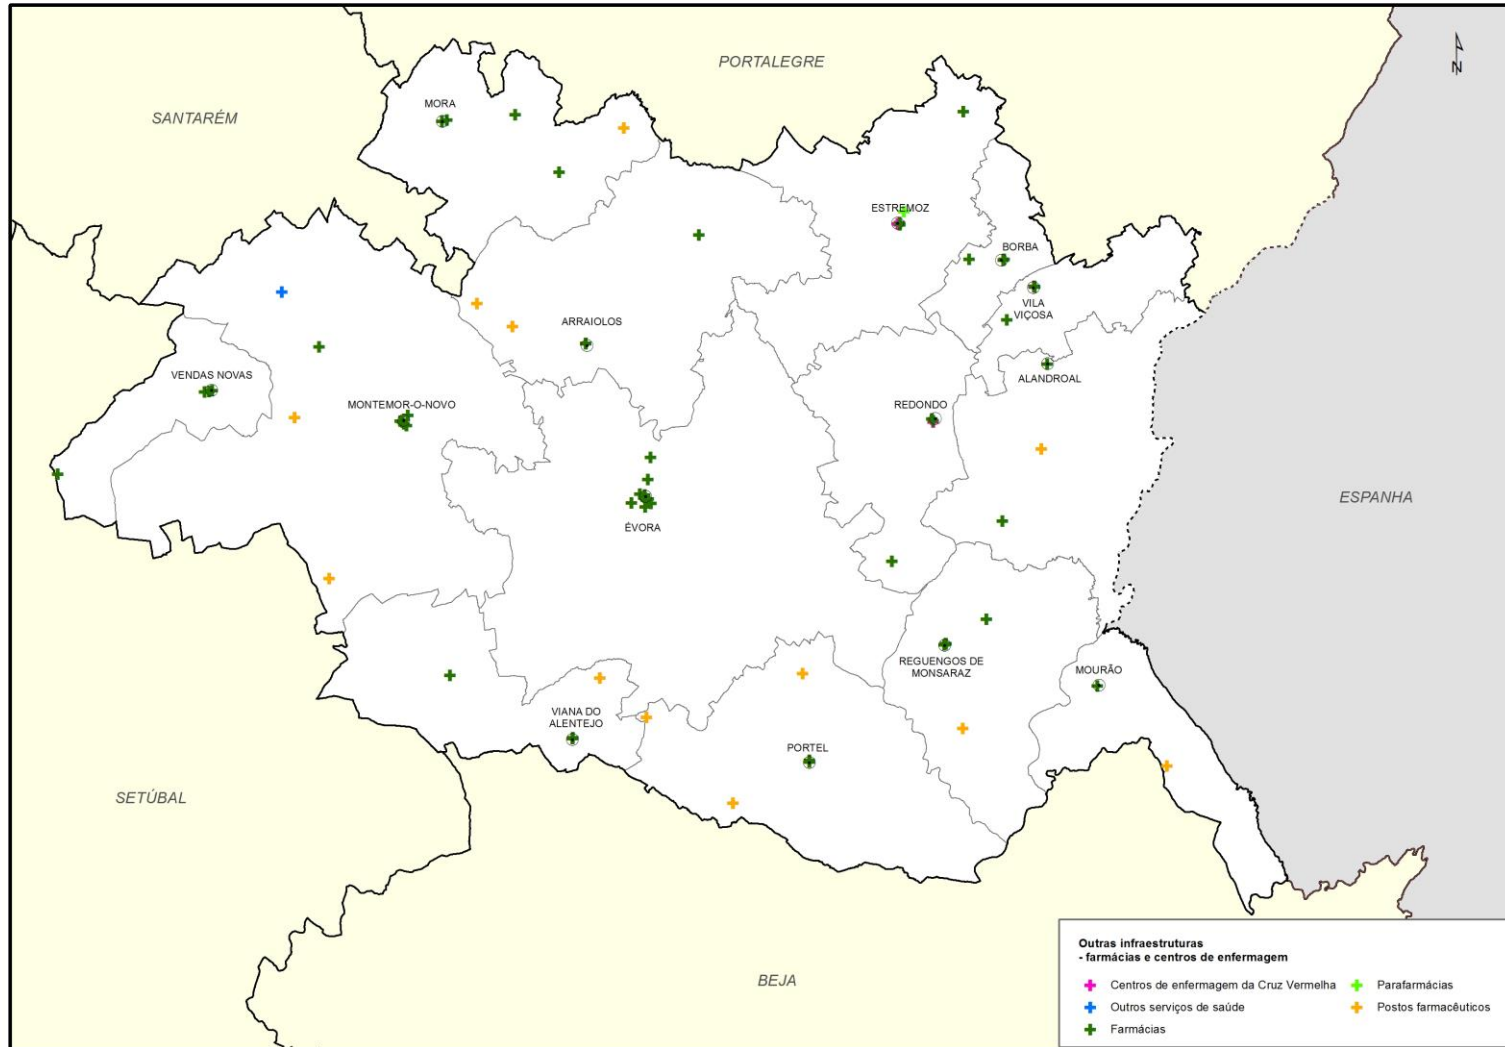 PORTALEGRE
SANTARÉM
MORA
ESTREMOZ
BORBA
VILA
VIÇOSA
ARRAIOLOS
ALANDROAL
VENDAS NOVAS
MONTEMOR-O-NOVO
REDONDO
ESPANHA
ÉVORA
REGUENGOS DE
MONSARAZ
MOURÃO
VIANA DO
ALENTEJO
PORTEL
SETÚBAL
BEJA
N
Outras infraestruturas
- farmácias e centros de enfermagem
Centros de enfermagem da Cruz Vermelha
Outros serviços de saúde
Farmácias
Parafarmácias
Postos farmacêuticos